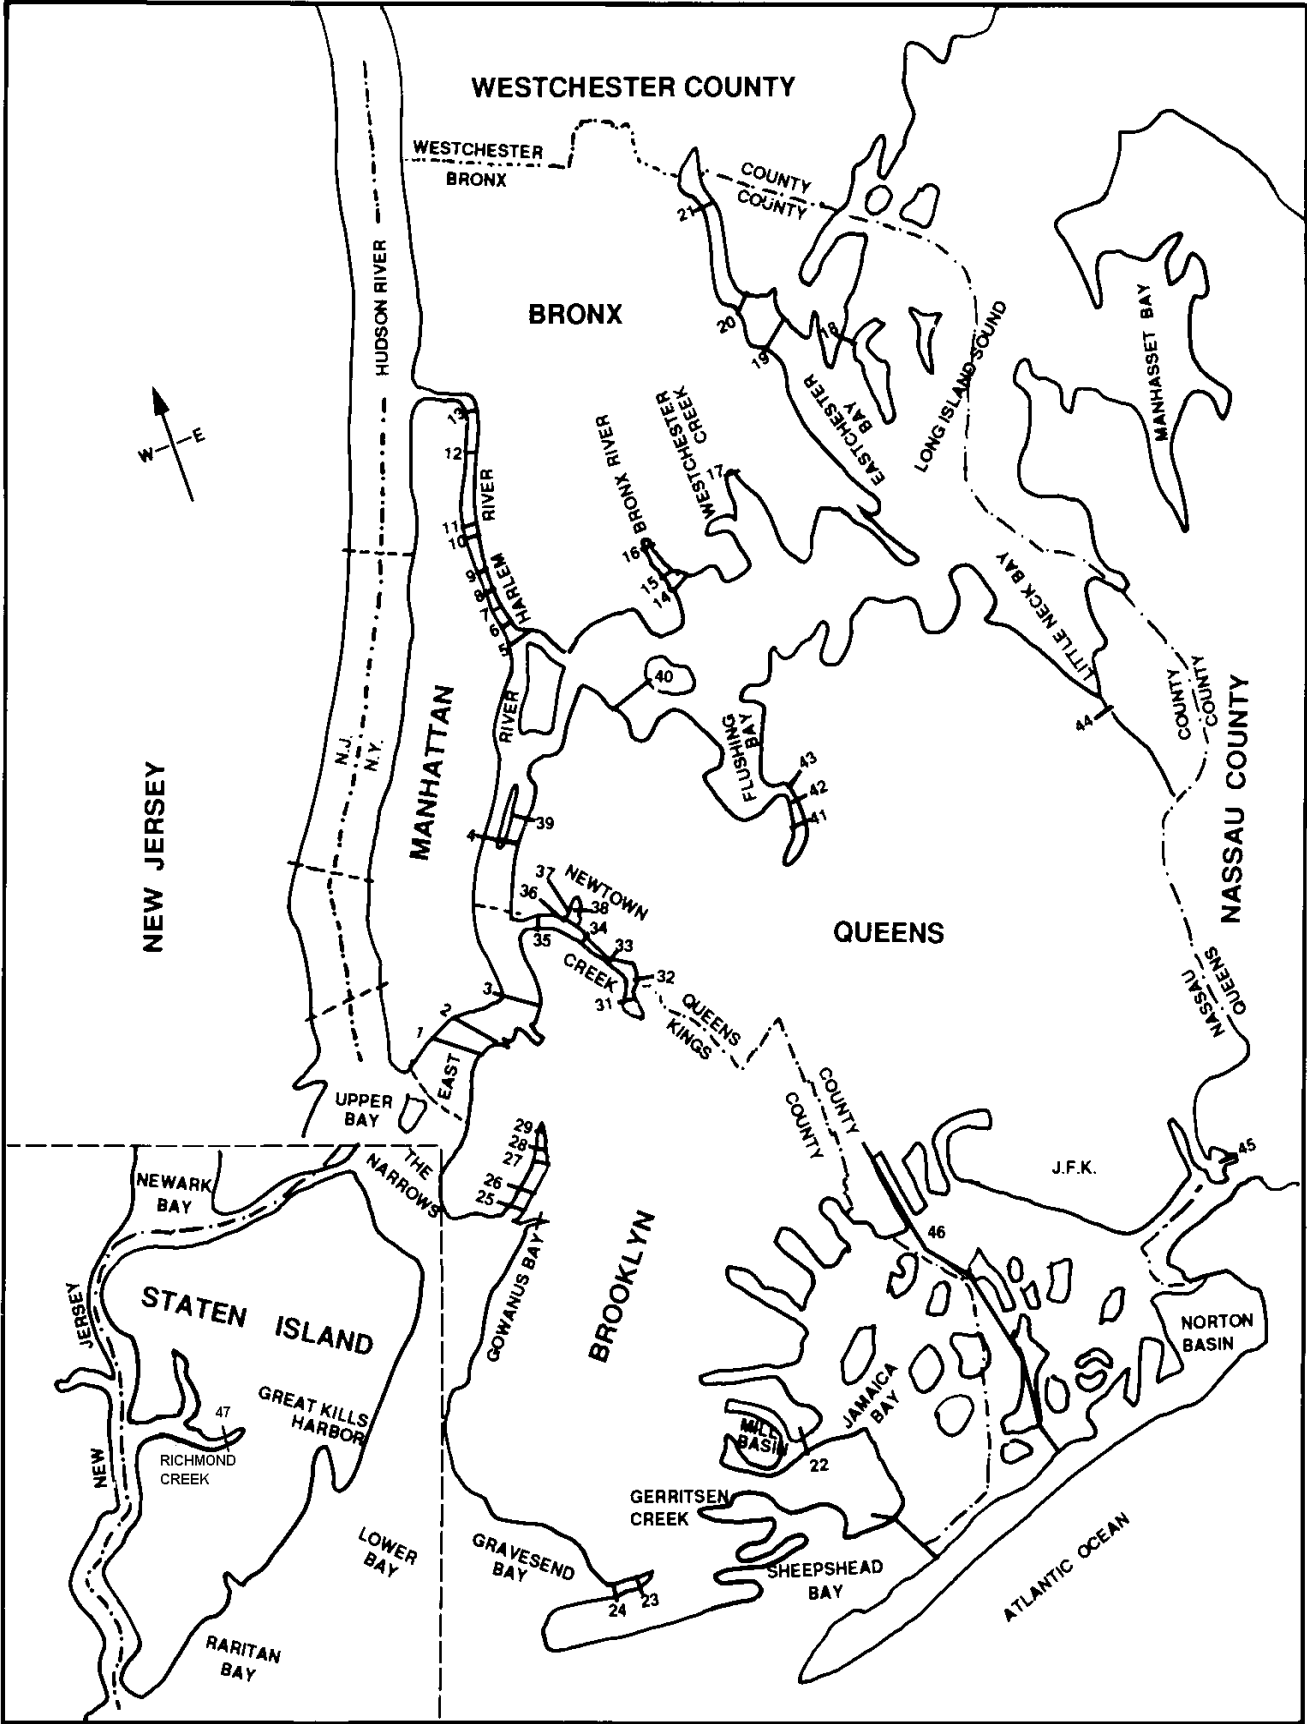 WESTCHESTER COUNTY
WESTCHESTER
BRONX
COUNTY
COUNTY
21
HUDSON RIVER
BRONX
20
19
18
EASTCHESTER
BAY
LONG ISLAND SOUND
MANHASSET BAY
W
E
13
12
11
10
9
8
7
6
5
HARLEM
RIVER
BRONX RIVER
WESTCHESTER
CREEK
17
16
15
14
LITTLE NECK BAY
44
COUNTY
COUNTY
NASSAU COUNTY
40
RIVER
MANHATTAN
N.J.
N.Y.
NEW JERSEY
FLUSHING
BAY
43
42
41
4
39
37
36
38
NEWTOWN
34
35
33
32
31
CREEK
QUEENS
QUEENS
KINGS
NASSAU
QUEENS
3
2
1
EAST
UPPER
BAY
COUNTY
COUNTY
29
28
27
26
25
THE
NARROWS
NEWARK
BAY
J.F.K.
45
46
GOWANUS BAY
BROOKLYN
STATEN ISLAND
NEW
JERSEY
GREAT KILLS
HARBOR
47
RICHMOND
CREEK
NORTON
BASIN
JAMAICA
BAY
MILL
BASIN
22
GERRITSEN
CREEK
SHEEPSHEAD
BAY
GRAVESEND
BAY
24
23
LOWER
BAY
RARITAN
BAY
ATLANTIC OCEAN